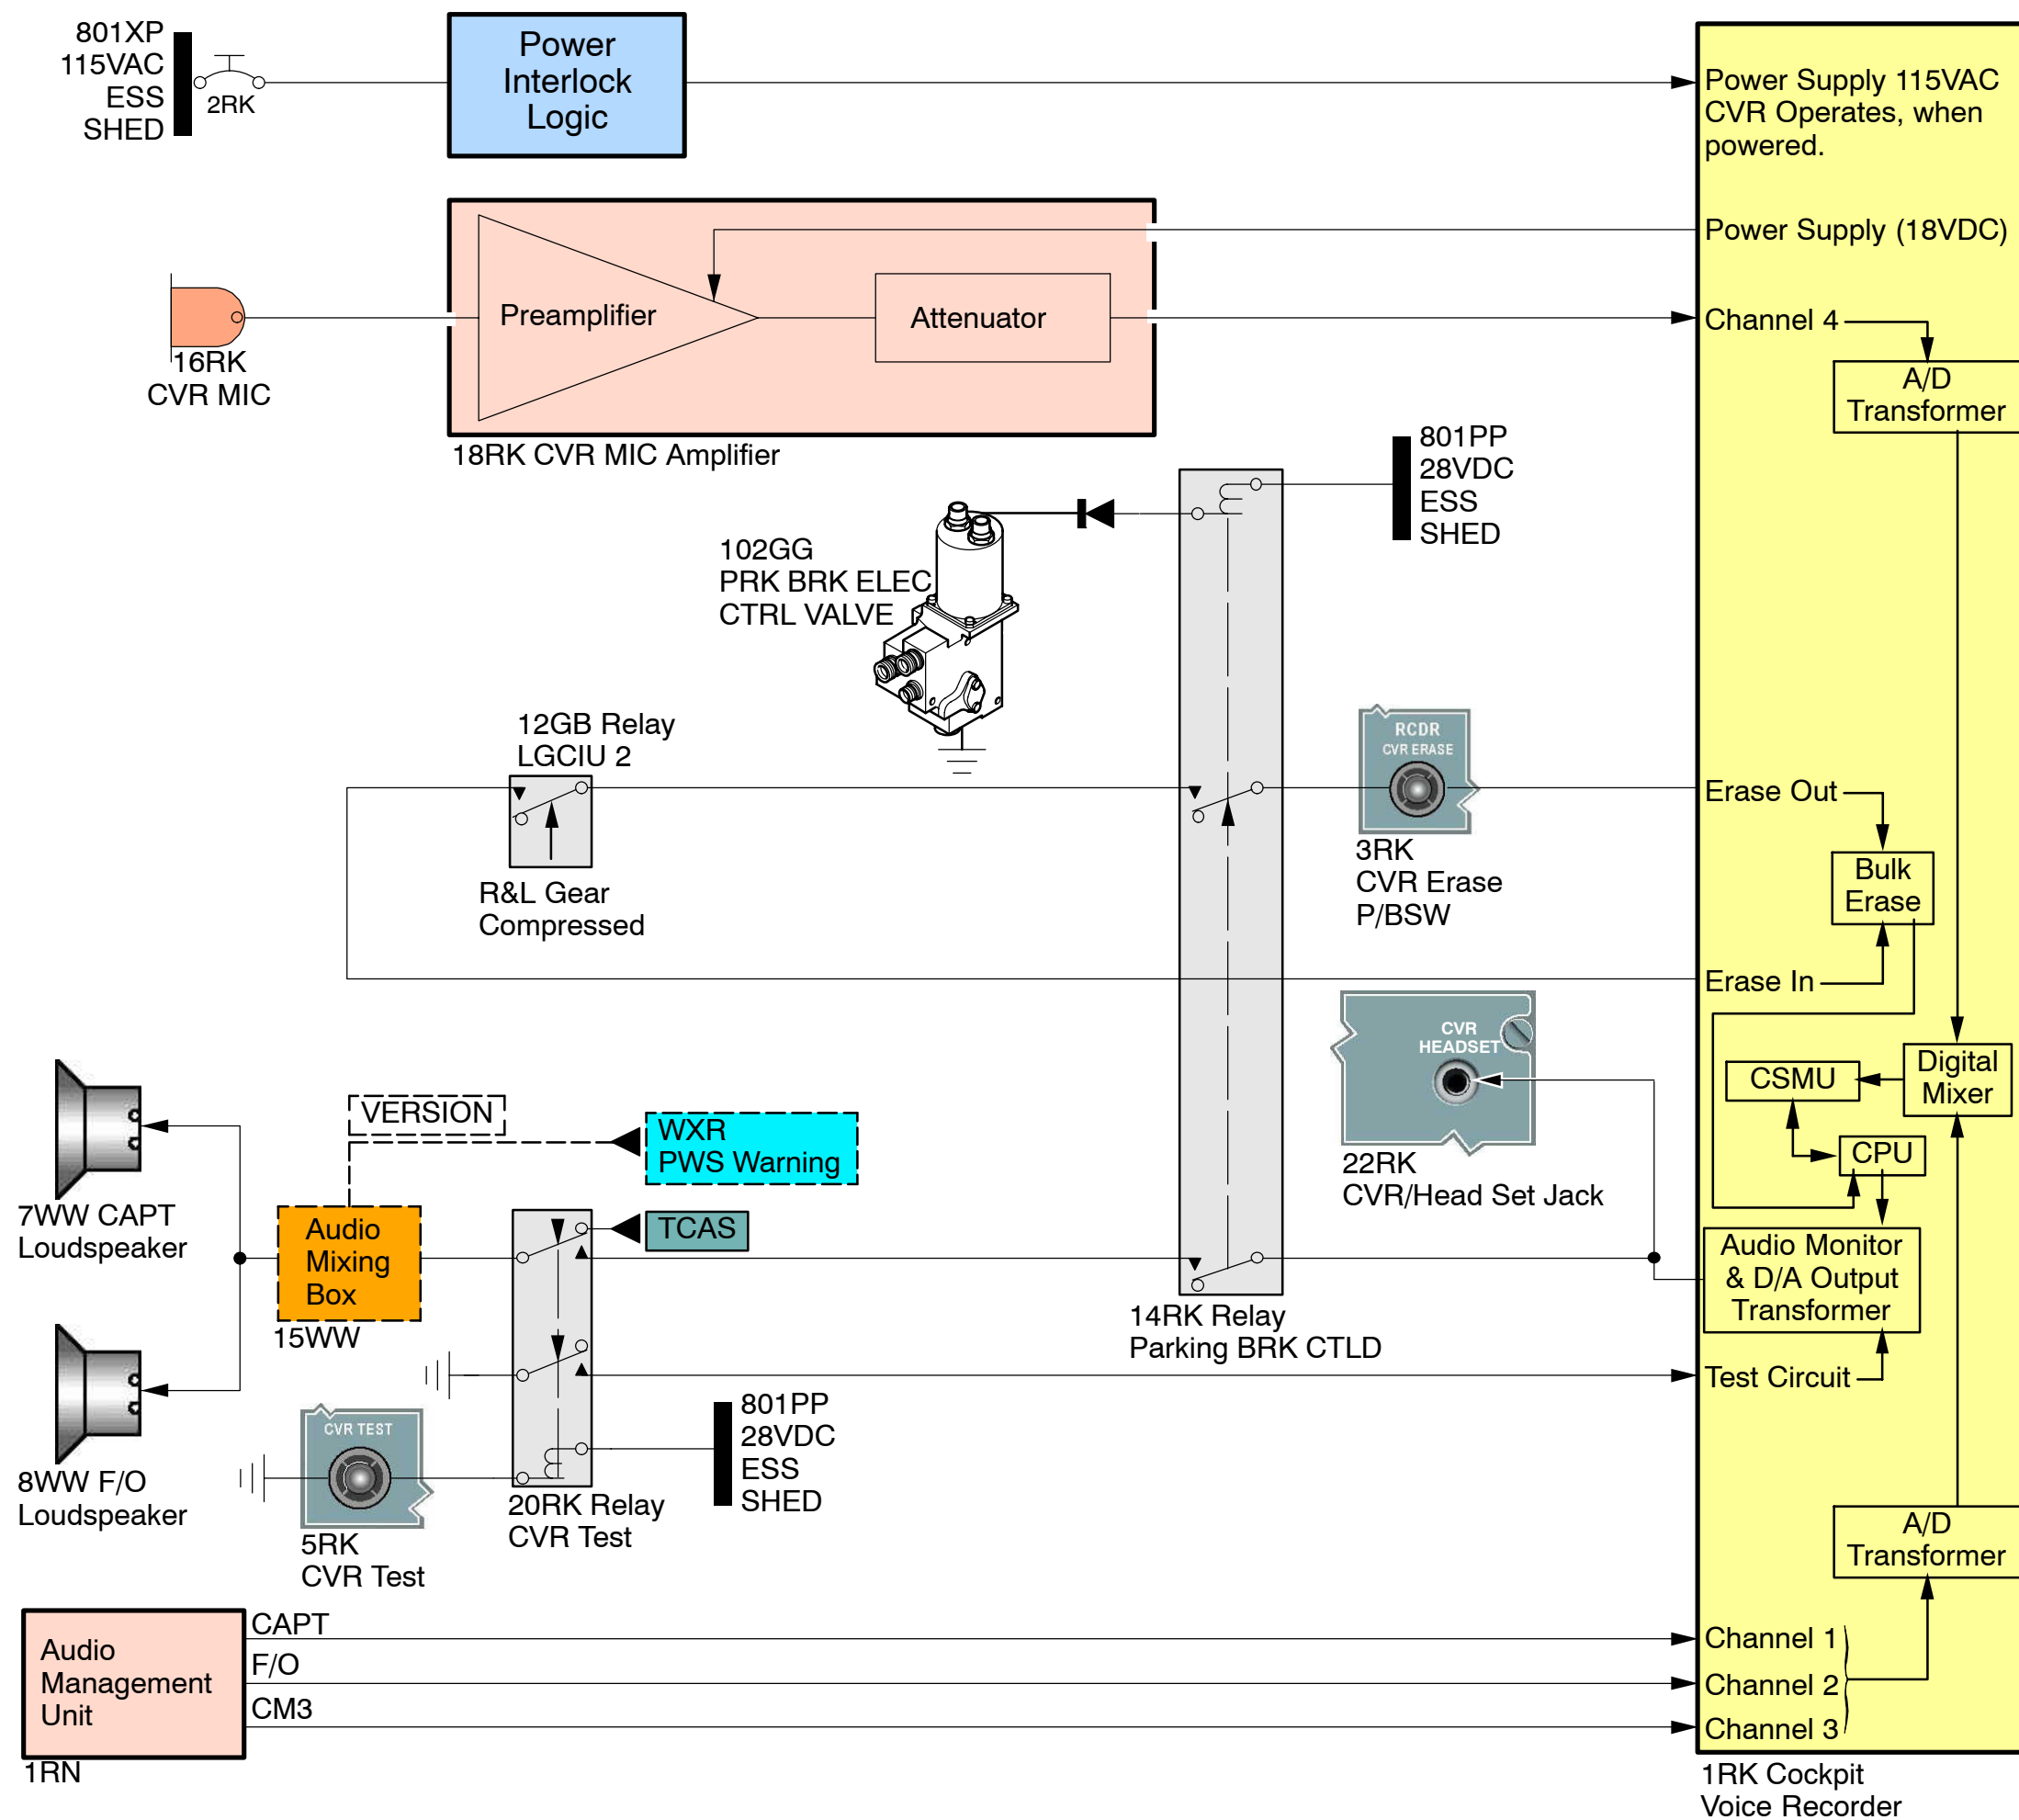 801XP
115VAC
ESS
SHED
2RK
Power
Interlock
Logic
Power Supply 115VAC
CVR Operates, when
powered.
Power Supply (18VDC)
Preamplifier
Attenuator
Channel 4
16RK
CVR MIC
A/D
Transformer
18RK CVR MIC Amplifier
801PP
28VDC
ESS
SHED
102GG
PRK BRK ELEC
CTRL VALVE
12GB Relay
LGCIU 2
RCDR
CVR ERASE
Erase Out
R&L Gear
Compressed
3RK
CVR Erase
P/BSW
Bulk
Erase
Erase In
CVR
HEADSET
Digital
Mixer
CSMU
CPU
VERSION
WXR
PWS Warning
22RK
CVR/Head Set Jack
7WW CAPT
Loudspeaker
Audio
Mixing
Box
15WW
TCAS
Audio Monitor
& D/A Output
Transformer
14RK Relay
Parking BRK CTLD
Test Circuit
801PP
28VDC
ESS
SHED
CVR TEST
8WW F/O
Loudspeaker
20RK Relay
CVR Test
5RK
CVR Test
A/D
Transformer
Audio
Management
Unit
CAPT
F/O
CM3
Channel 1
Channel 2
Channel 3
1RN
1RK Cockpit
Voice Recorder